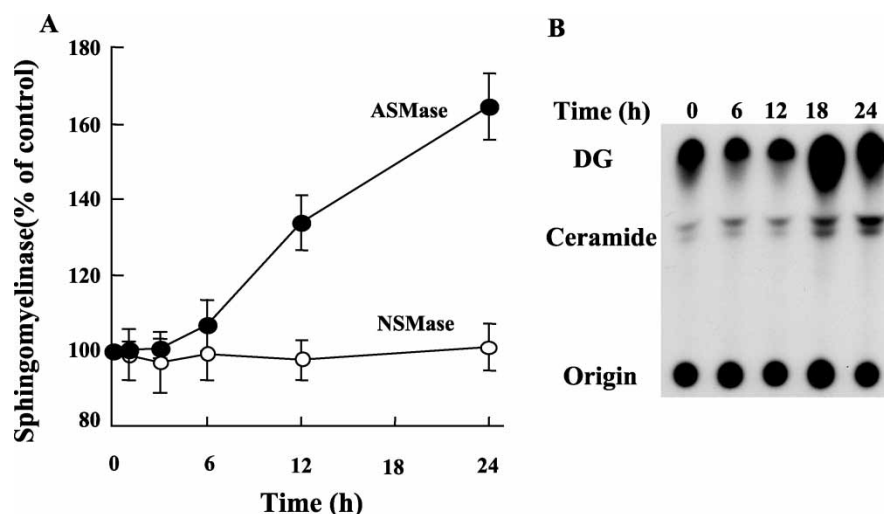 A
Sphingomyelinase(% of control)
180
160
140
120
100
80
ASMase
NSMase
0 6 12 18 24
Time (h)
B
Time (h) 0 6 12 18 24
DG
Ceramide
Origin